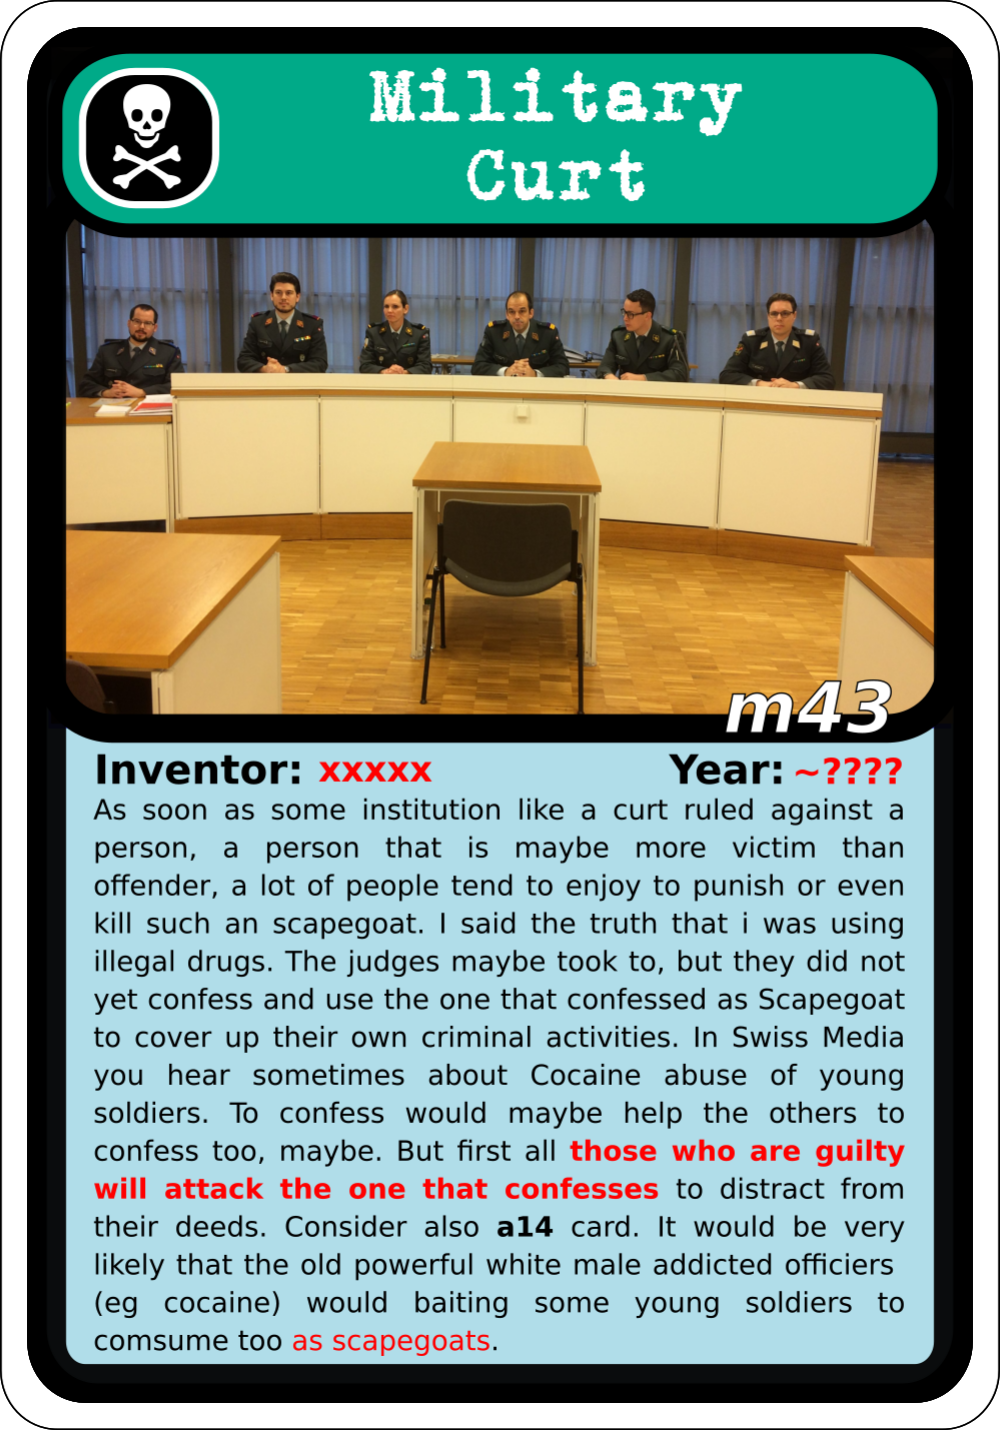 Military
Curt
m43
Inventor: xxxxx Year: ~????
As soon as some institution like a curt ruled against a
person, a person that is maybe more victim than
offender, a lot of people tend to enjoy to punish or even
kill such an scapegoat. I said the truth that i was using
illegal drugs. The judges maybe took to, but they did not
yet confess and use the one that confessed as Scapegoat
to cover up their own criminal activities. In Swiss Media
you hear sometimes about Cocaine abuse of young
soldiers. To confess would maybe help the others to
confess too, maybe. But first all those who are guilty
will attack the one that confesses to distract from
their deeds. Consider also a14 card. It would be very
likely that the old powerful white male addicted officiers
(eg cocaine) would baiting some young soldiers to
comsume too as scapegoats.